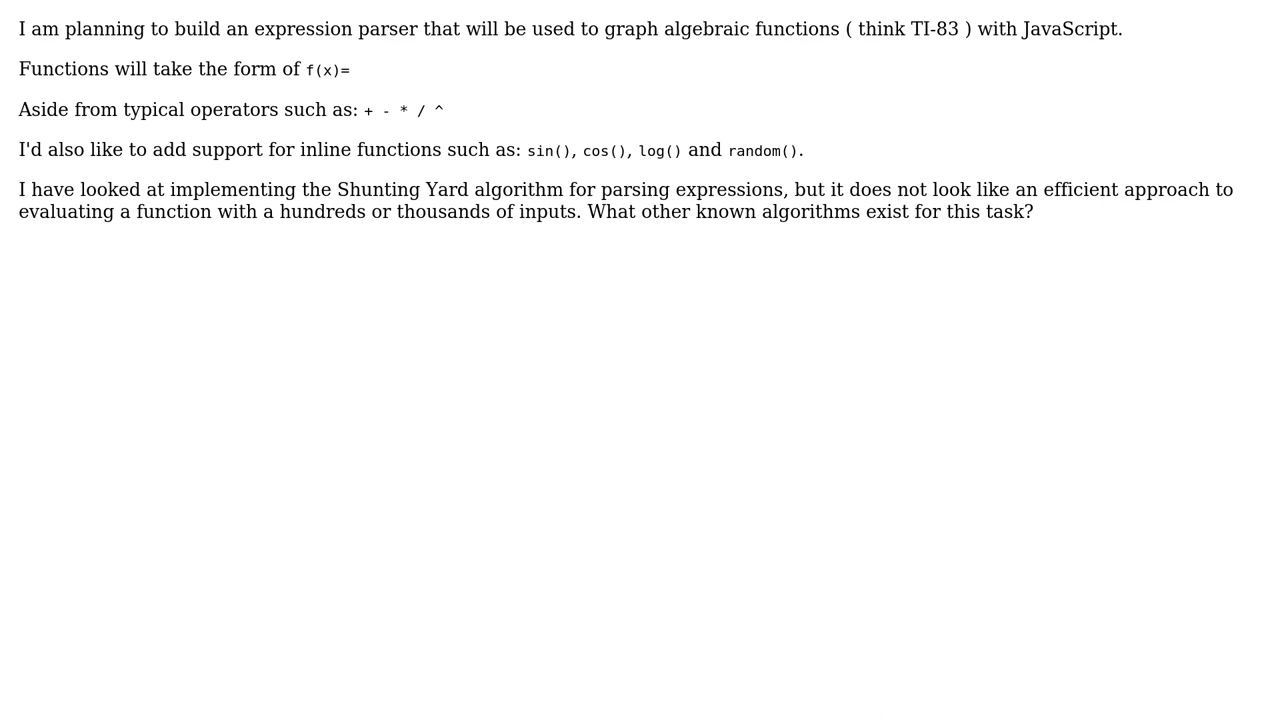 I am planning to build an expression parser that will be used to graph algebraic functions ( think TI-83 ) with JavaScript.
Functions will take the form of f(x)=
Aside from typical operators such as: + - * / ^
I'd also like to add support for inline functions such as: sin(), cos(), log() and random().
I have looked at implementing the Shunting Yard algorithm for parsing expressions, but it does not look like an efficient approach to
evaluating a function with a hundreds or thousands of inputs. What other known algorithms exist for this task?